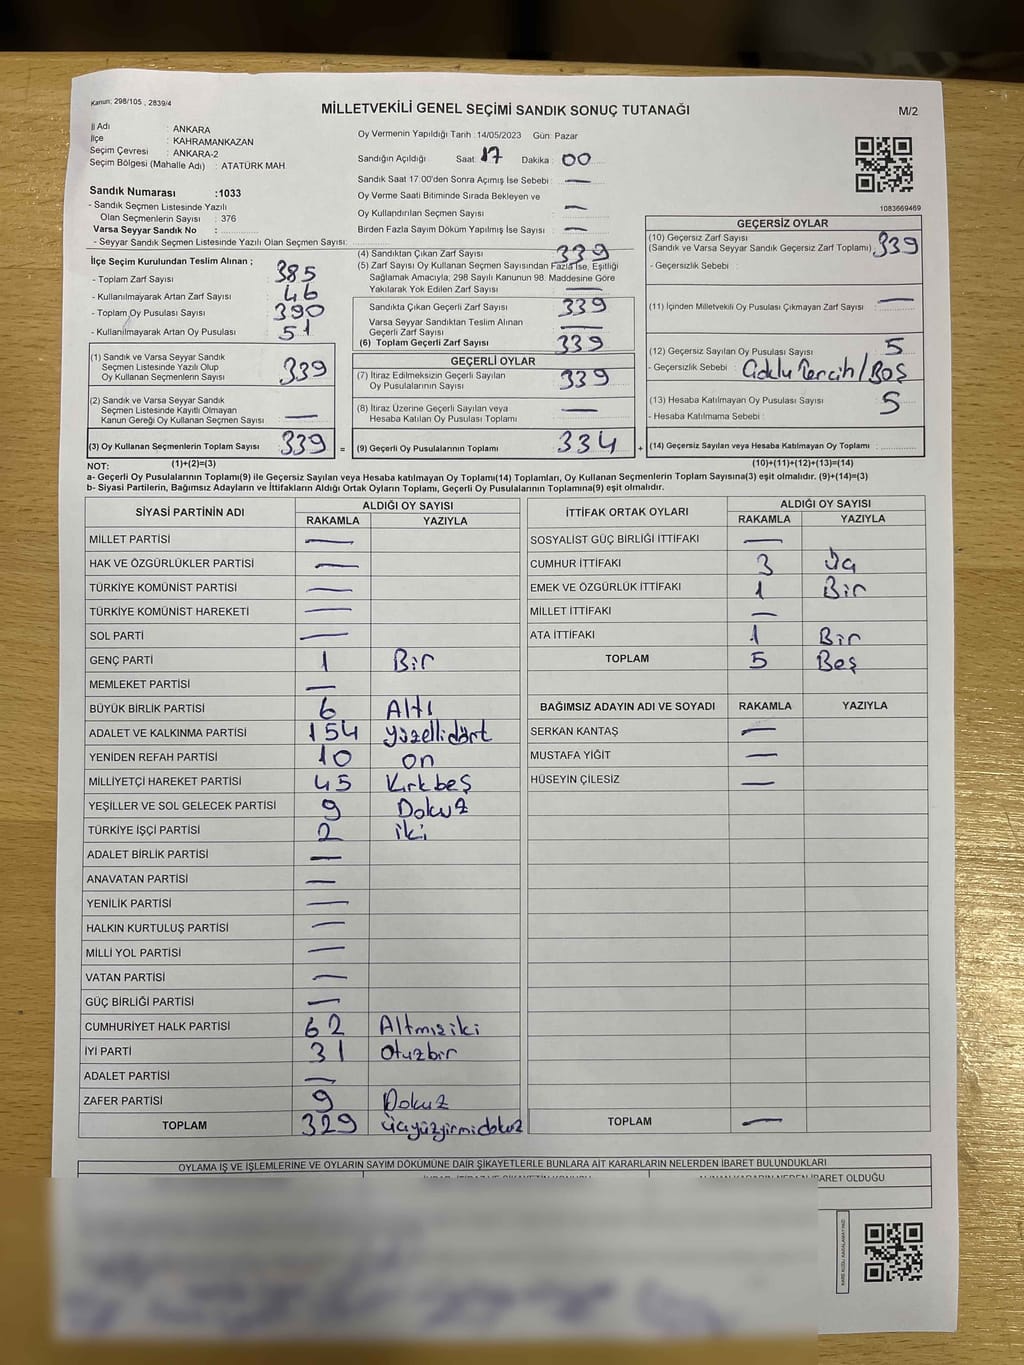 Kanun: 298/105 , 2839/4
MİLLETVEKİLİ GENEL SEÇİMİ SANDIK SONUÇ TUTANAĞI
M/2
İl Adı : ANKARA
İlçe : KAHRAMANKAZAN
Seçim Çevresi : ANKARA-2
Seçim Bölgesi (Mahalle Adı) : ATATÜRK MAH.
Sandık Numarası :1033
- Sandık Seçmen Listesinde Yazılı
Olan Seçmenlerin Sayısı : 376
Varsa Seyyar Sandık No :
- Seyyar Sandık Seçmen Listesinde Yazılı Olan Seçmen Sayısı:
Oy Vermenin Yapıldığı Tarih : 14/05/2023 Gün: Pazar
Sandığın Açıldığı Saat: 17 Dakika : 00
Sandık Saat 17:00'den Sonra Açımış İse Sebebi : —
Oy Verme Saati Bitiminde Sırada Bekleyen ve
Oy Kullandırılan Seçmen Sayısı : —
Birden Fazla Sayım Döküm Yapılmış İse Sayısı : —
1083669469
İlçe Seçim Kurulundan Teslim Alınan ;
- Toplam Zarf Sayısı : 385
- Kullanılmayarak Artan Zarf Sayısı : 46
- Toplam Oy Pusulası Sayısı : 390
- Kullanılmayarak Artan Oy Pusulası : 51
(1) Sandık ve Varsa Seyyar Sandık
Seçmen Listesinde Yazılı Olup
Oy Kullanan Seçmenlerin Sayısı : 339
(2) Sandık ve Varsa Seyyar Sandık
Seçmen Listesinde Kayıtlı Olmayan
Kanun Gereği Oy Kullanan Seçmen Sayısı : —
(3) Oy Kullanan Seçmenlerin Toplam Sayısı : 339 =
(4) Sandıktan Çıkan Zarf Sayısı : 339
(5) Zarf Sayısı Oy Kullanan Seçmen Sayısından Fazla İse, Eşitliği
Sağlamak Amacıyla, 298 Sayılı Kanunun 98. Maddesine Göre
Yakılarak Yok Edilen Zarf Sayısı : —
Sandıkta Çıkan Geçerli Zarf Sayısı : 339
Varsa Seyyar Sandıktan Teslim Alınan
Geçerli Zarf Sayısı : —
(6) Toplam Geçerli Zarf Sayısı : 339
GEÇERLİ OYLAR
(7) İtiraz Edilmeksizin Geçerli Sayılan
Oy Pusulalarının Sayısı : 339
(8) İtiraz Üzerine Geçerli Sayılan veya
Hesaba Katılan Oy Pusulası Toplamı : —
(9) Geçerli Oy Pusulalarının Toplamı : 334 +
GEÇERSİZ OYLAR
(10) Geçersiz Zarf Sayısı
(Sandık ve Varsa Seyyar Sandık Geçersiz Zarf Toplamı) : 339
- Geçersizlik Sebebi :
(11) İçinden Milletvekili Oy Pusulası Çıkmayan Zarf Sayısı : —
(12) Geçersiz Sayılan Oy Pusulası Sayısı : 5
- Geçersizlik Sebebi : Çoklu Tercih/Boş
(13) Hesaba Katılmayan Oy Pusulası Sayısı : 5
- Hesaba Katılmama Sebebi :
(14) Geçersiz Sayılan veya Hesaba Katılmayan Oy Toplamı :
NOT: (1)+(2)=(3) (10)+(11)+(12)+(13)=(14)
a- Geçerli Oy Pusulalarının Toplamı(9) ile Geçersiz Sayılan veya Hesaba katılmayan Oy Toplamı(14) Toplamları, Oy Kullanan Seçmenlerin Toplam Sayısına(3) eşit olmalıdır. (9)+(14)=(3)
b- Siyasi Partilerin, Bağımsız Adayların ve İttifakların Aldığı Ortak Oyların Toplamı, Geçerli Oy Pusulalarının Toplamına(9) eşit olmalıdır.
SİYASİ PARTİNİN ADI ALDIĞI OY SAYISI
RAKAMLA YAZIYLA
MİLLET PARTİSİ —
HAK VE ÖZGÜRLÜKLER PARTİSİ —
TÜRKİYE KOMÜNİST PARTİSİ —
TÜRKİYE KOMÜNİST HAREKETİ —
SOL PARTİ —
GENÇ PARTİ 1 Bir
MEMLEKET PARTİSİ —
BÜYÜK BİRLİK PARTİSİ 6 Altı
ADALET VE KALKINMA PARTİSİ 154 yüzellidört
YENİDEN REFAH PARTİSİ 10 on
MİLLİYETÇİ HAREKET PARTİSİ 45 Kırkbeş
YEŞİLLER VE SOL GELECEK PARTİSİ 9 Dokuz
TÜRKİYE İŞÇİ PARTİSİ 2 iki
ADALET BİRLİK PARTİSİ —
ANAVATAN PARTİSİ —
YENİLİK PARTİSİ —
HALKIN KURTULUŞ PARTİSİ —
MİLLİ YOL PARTİSİ —
VATAN PARTİSİ —
GÜÇ BİRLİĞİ PARTİSİ —
CUMHURİYET HALK PARTİSİ 62 Altmışiki
İYİ PARTİ 31 Otuzbir
ADALET PARTİSİ —
ZAFER PARTİSİ 9 Dokuz
TOPLAM 329 üçyüzyirmidokuz
İTTİFAK ORTAK OYLARI ALDIĞI OY SAYISI
RAKAMLA YAZIYLA
SOSYALİST GÜÇ BİRLİĞİ İTTİFAKI —
CUMHUR İTTİFAKI 3 Üç
EMEK VE ÖZGÜRLÜK İTTİFAKI 1 Bir
MİLLET İTTİFAKI —
ATA İTTİFAKI 1 Bir
TOPLAM 5 Beş
BAĞIMSIZ ADAYIN ADI VE SOYADI RAKAMLA YAZIYLA
SERKAN KANTAŞ —
MUSTAFA YİĞİT —
HÜSEYİN ÇİLESİZ —
TOPLAM —
OYLAMA İŞ VE İŞLEMLERİNE VE OYLARIN SAYIM DÖKÜMÜNE DAİR ŞİKAYETLERLE BUNLARA AİT KARARLARIN NELERDEN İBARET BULUNDUKLARI
İBARET OLDUĞU
KARE KODU KARALAMAYINIZ